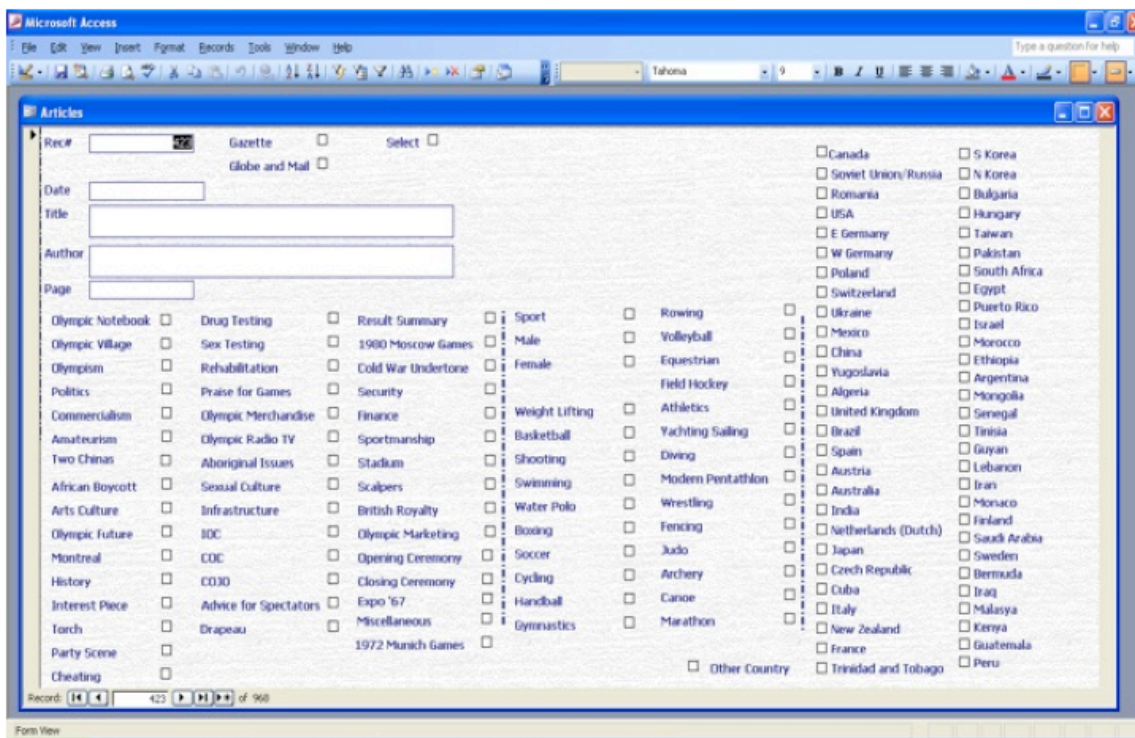 Microsoft Access
File Edit View Insert Format Records Tools Window Help
Type a question for help
Tahoma 9 B I U
Articles
Rec# 423 Gazette Select
Globe and Mail
Date
Title
Author
Page
Olympic Notebook
Olympic Village
Olympism
Politics
Commercialism
Amateurism
Two Chinas
African Boycott
Arts Culture
Olympic Future
Montreal
History
Interest Piece
Torch
Party Scene
Cheating
Drug Testing
Sex Testing
Rehabilitation
Praise for Games
Olympic Merchandise
Olympic Radio TV
Aboriginal Issues
Sexual Culture
Infrastructure
IOC
COC
COJO
Advice for Spectators
Drapeau
Result Summary
1980 Moscow Games
Cold War Undertone
Security
Finance
Sportmanship
Stadium
Scalpers
British Royalty
Olympic Marketing
Opening Ceremony
Closing Ceremony
Expo '67
Miscellaneous
1972 Munich Games
Sport
Male
Female
Weight Lifting
Basketball
Shooting
Swimming
Water Polo
Boxing
Soccer
Cycling
Handball
Gymnastics
Rowing
Volleyball
Equestrian
Field Hockey
Athletics
Yachting Sailing
Diving
Modern Pentathlon
Wrestling
Fencing
Judo
Archery
Canoe
Marathon
Other Country
Canada
Soviet Union/Russia
Romania
USA
E Germany
W Germany
Poland
Switzerland
Ukraine
Mexico
China
Yugoslavia
Algeria
United Kingdom
Brazil
Spain
Austria
Australia
India
Netherlands (Dutch)
Japan
Czech Republic
Cuba
Italy
New Zealand
France
Trinidad and Tobago
S Korea
N Korea
Bulgaria
Hungary
Taiwan
Pakistan
South Africa
Egypt
Puerto Rico
Israel
Morocco
Ethiopia
Argentina
Mongolia
Senegal
Tinisia
Guyan
Lebanon
Iran
Monaco
Finland
Saudi Arabia
Sweden
Bermuda
Iraq
Malasya
Kenya
Guatemala
Peru
Record: 423 of 968
Form View